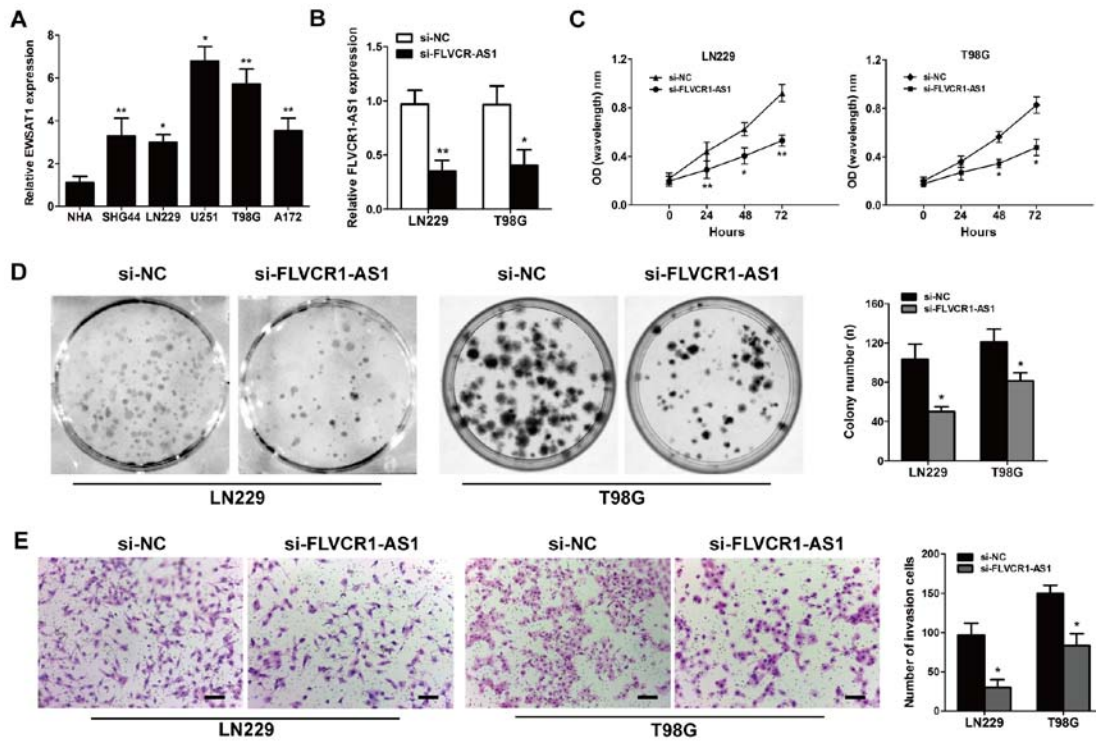 A
Relative EWSAT1 expression
8
6
4
2
0
*
**
*
**
**
NHA SHG44 LN229 U251 T98G A172
B
Relative FLVCR1-AS1 expression
si-NC
si-FLVCR-AS1
1.5
1.0
0.5
0.0
**
*
LN229 T98G
C
LN229
OD (wavelength) nm
si-NC
si-FLVCR1-AS1
1.2
0.8
0.4
0.0
**
*
**
0 24 48 72
Hours
T98G
OD (wavelength) nm
si-NC
si-FLVCR1-AS1
1.2
0.8
0.4
0.0
*
*
0 24 48 72
Hours
D
si-NC si-FLVCR1-AS1 si-NC si-FLVCR1-AS1
LN229 T98G
Colony number (n)
si-NC
si-FLVCR1-AS1
160
120
80
40
0
*
*
LN229 T98G
E
si-NC si-FLVCR1-AS1 si-NC si-FLVCR1-AS1
LN229 T98G
Number of invasion cells
si-NC
si-FLVCR1-AS1
200
150
100
50
0
*
*
LN229 T98G